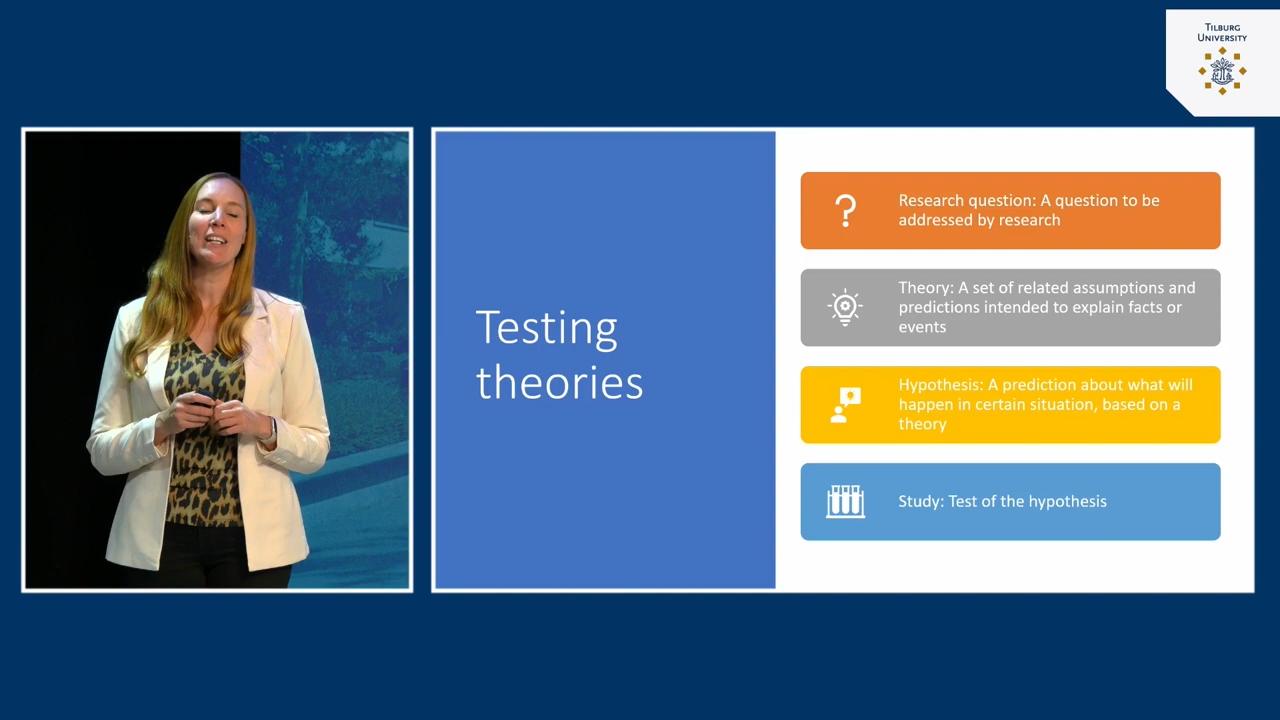 TILBURG
UNIVERSITY
Testing
theories
Research question: A question to be
addressed by research
Theory: A set of related assumptions and
predictions intended to explain facts or
events
Hypothesis: A prediction about what will
happen in certain situation, based on a
theory
Study: Test of the hypothesis